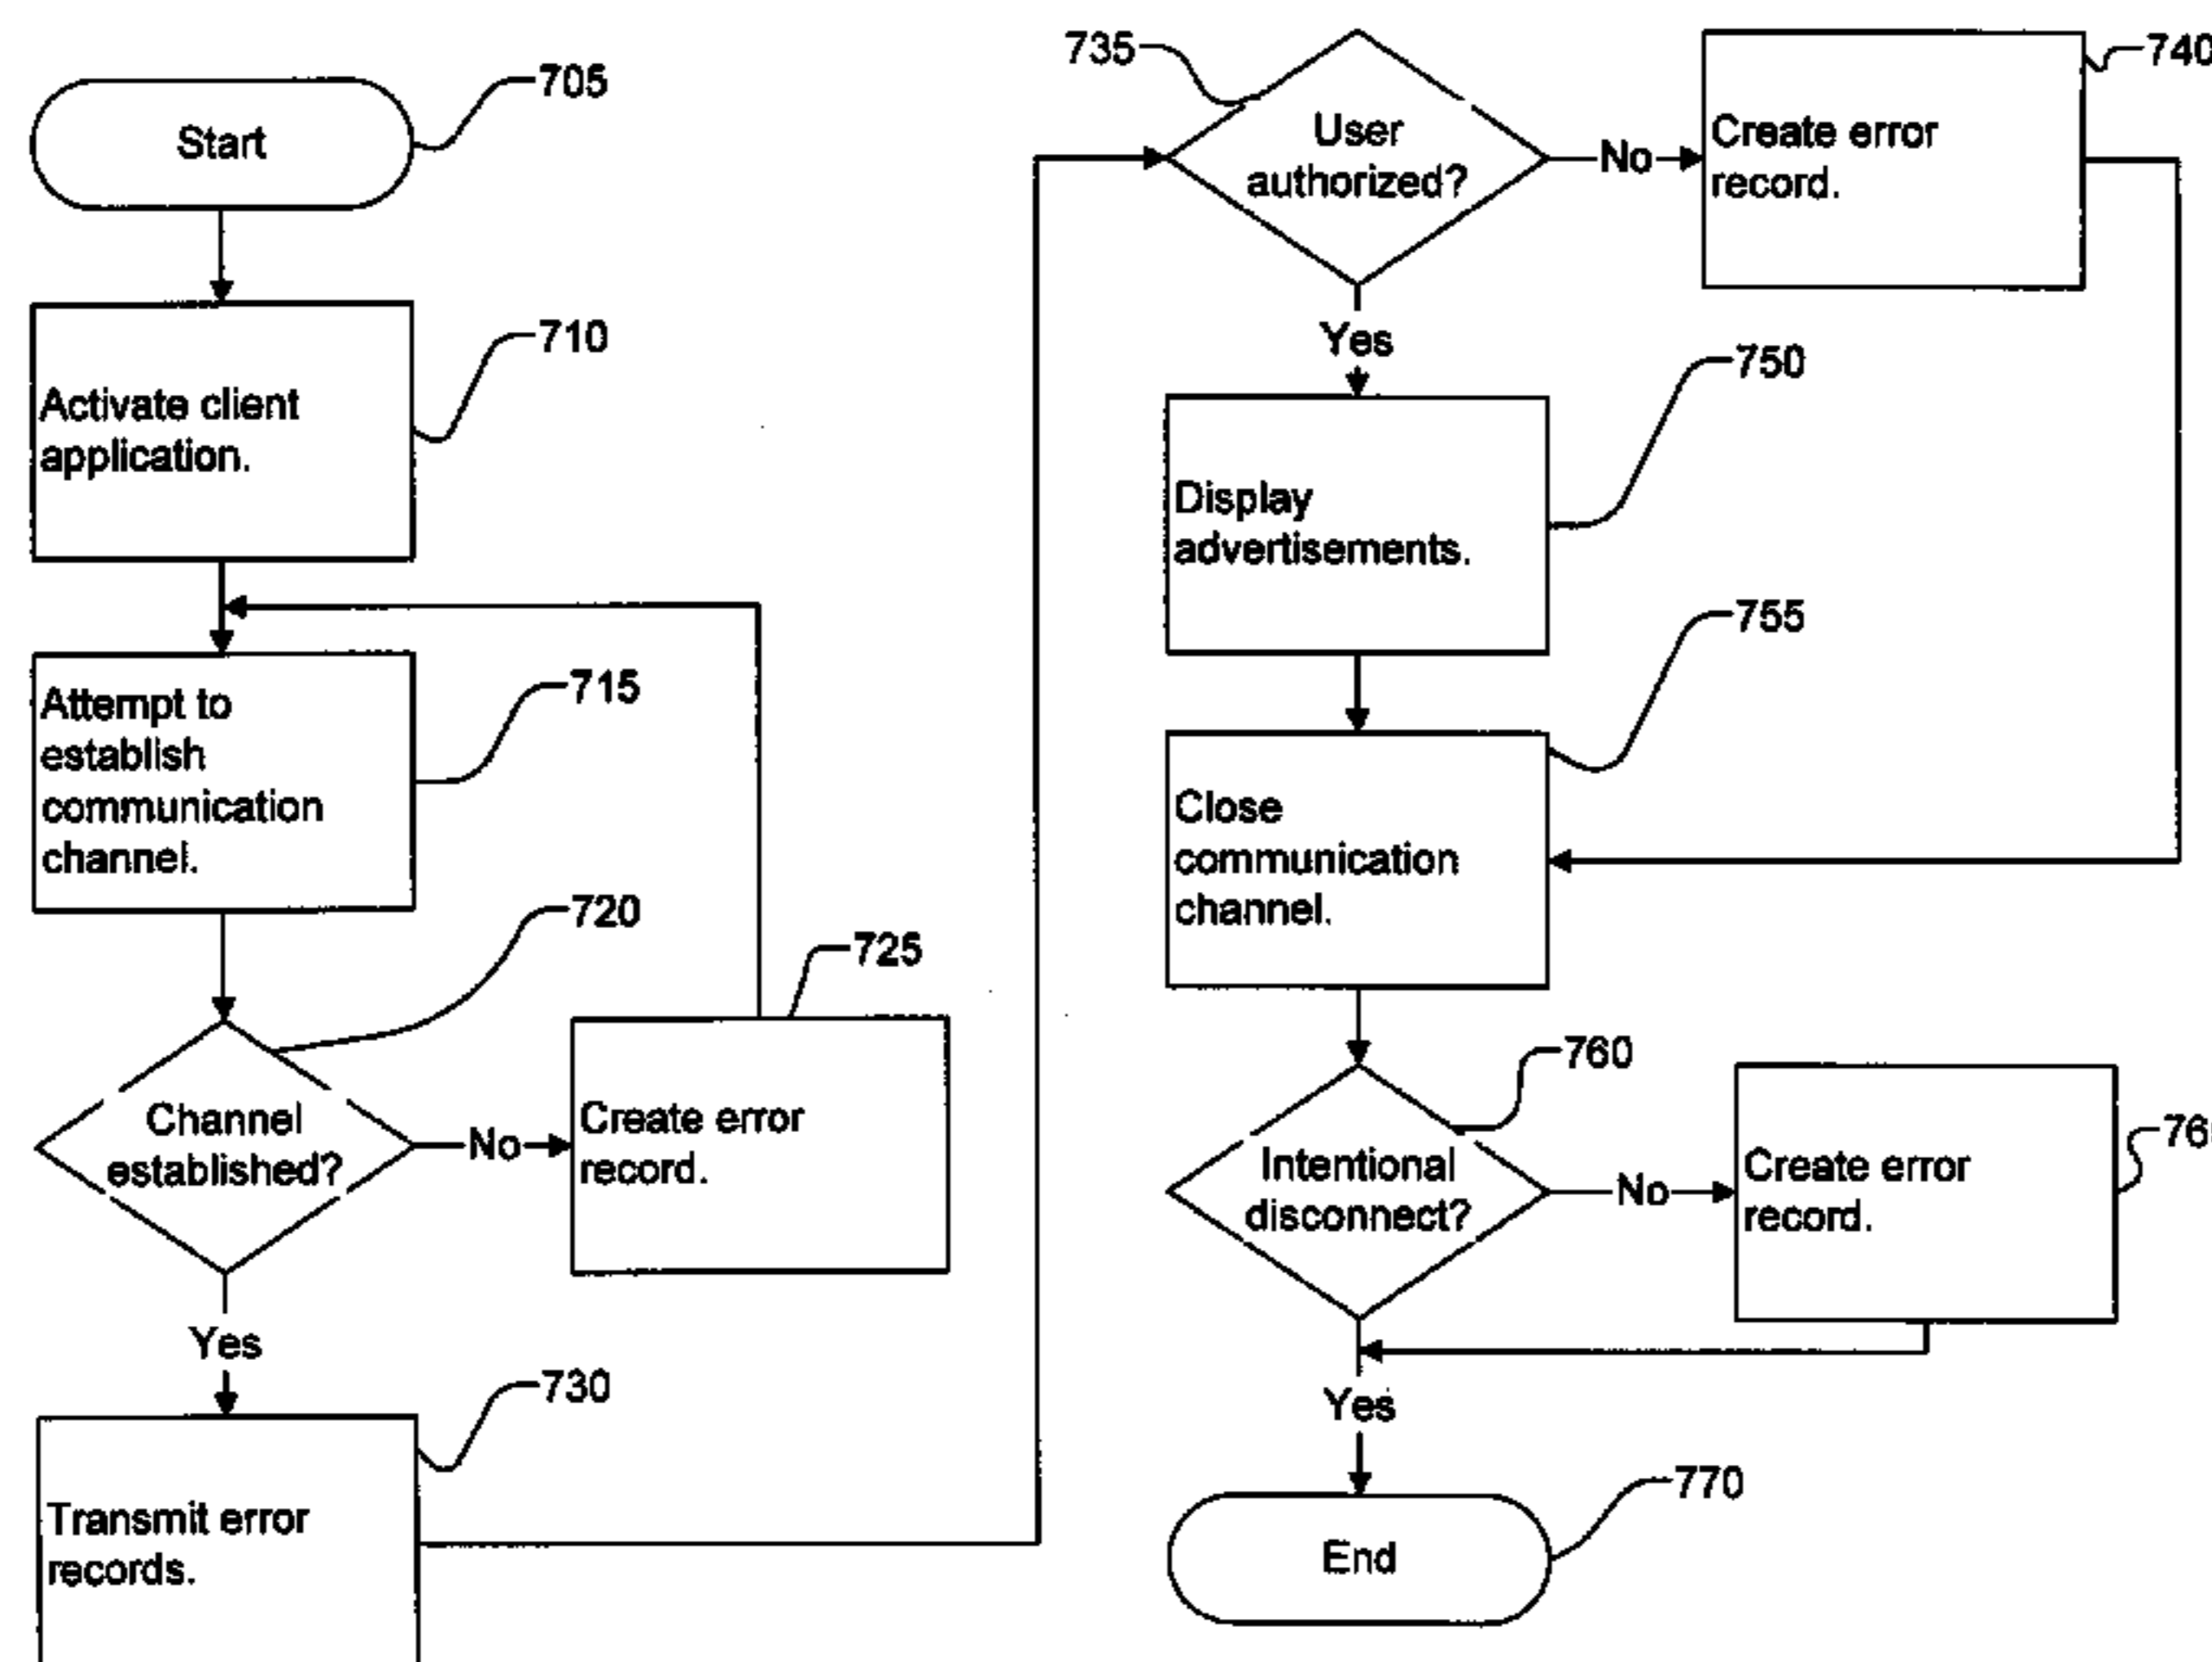 705
Start
710
Activate client
application.
715
Attempt to
establish
communication
channel.
720
Channel
established?
No
725
Create error
record.
Yes
730
Transmit error
records.
735
User
authorized?
No
740
Create error
record.
Yes
750
Display
advertisements.
755
Close
communication
channel.
760
Intentional
disconnect?
No
76
Create error
record.
Yes
770
End